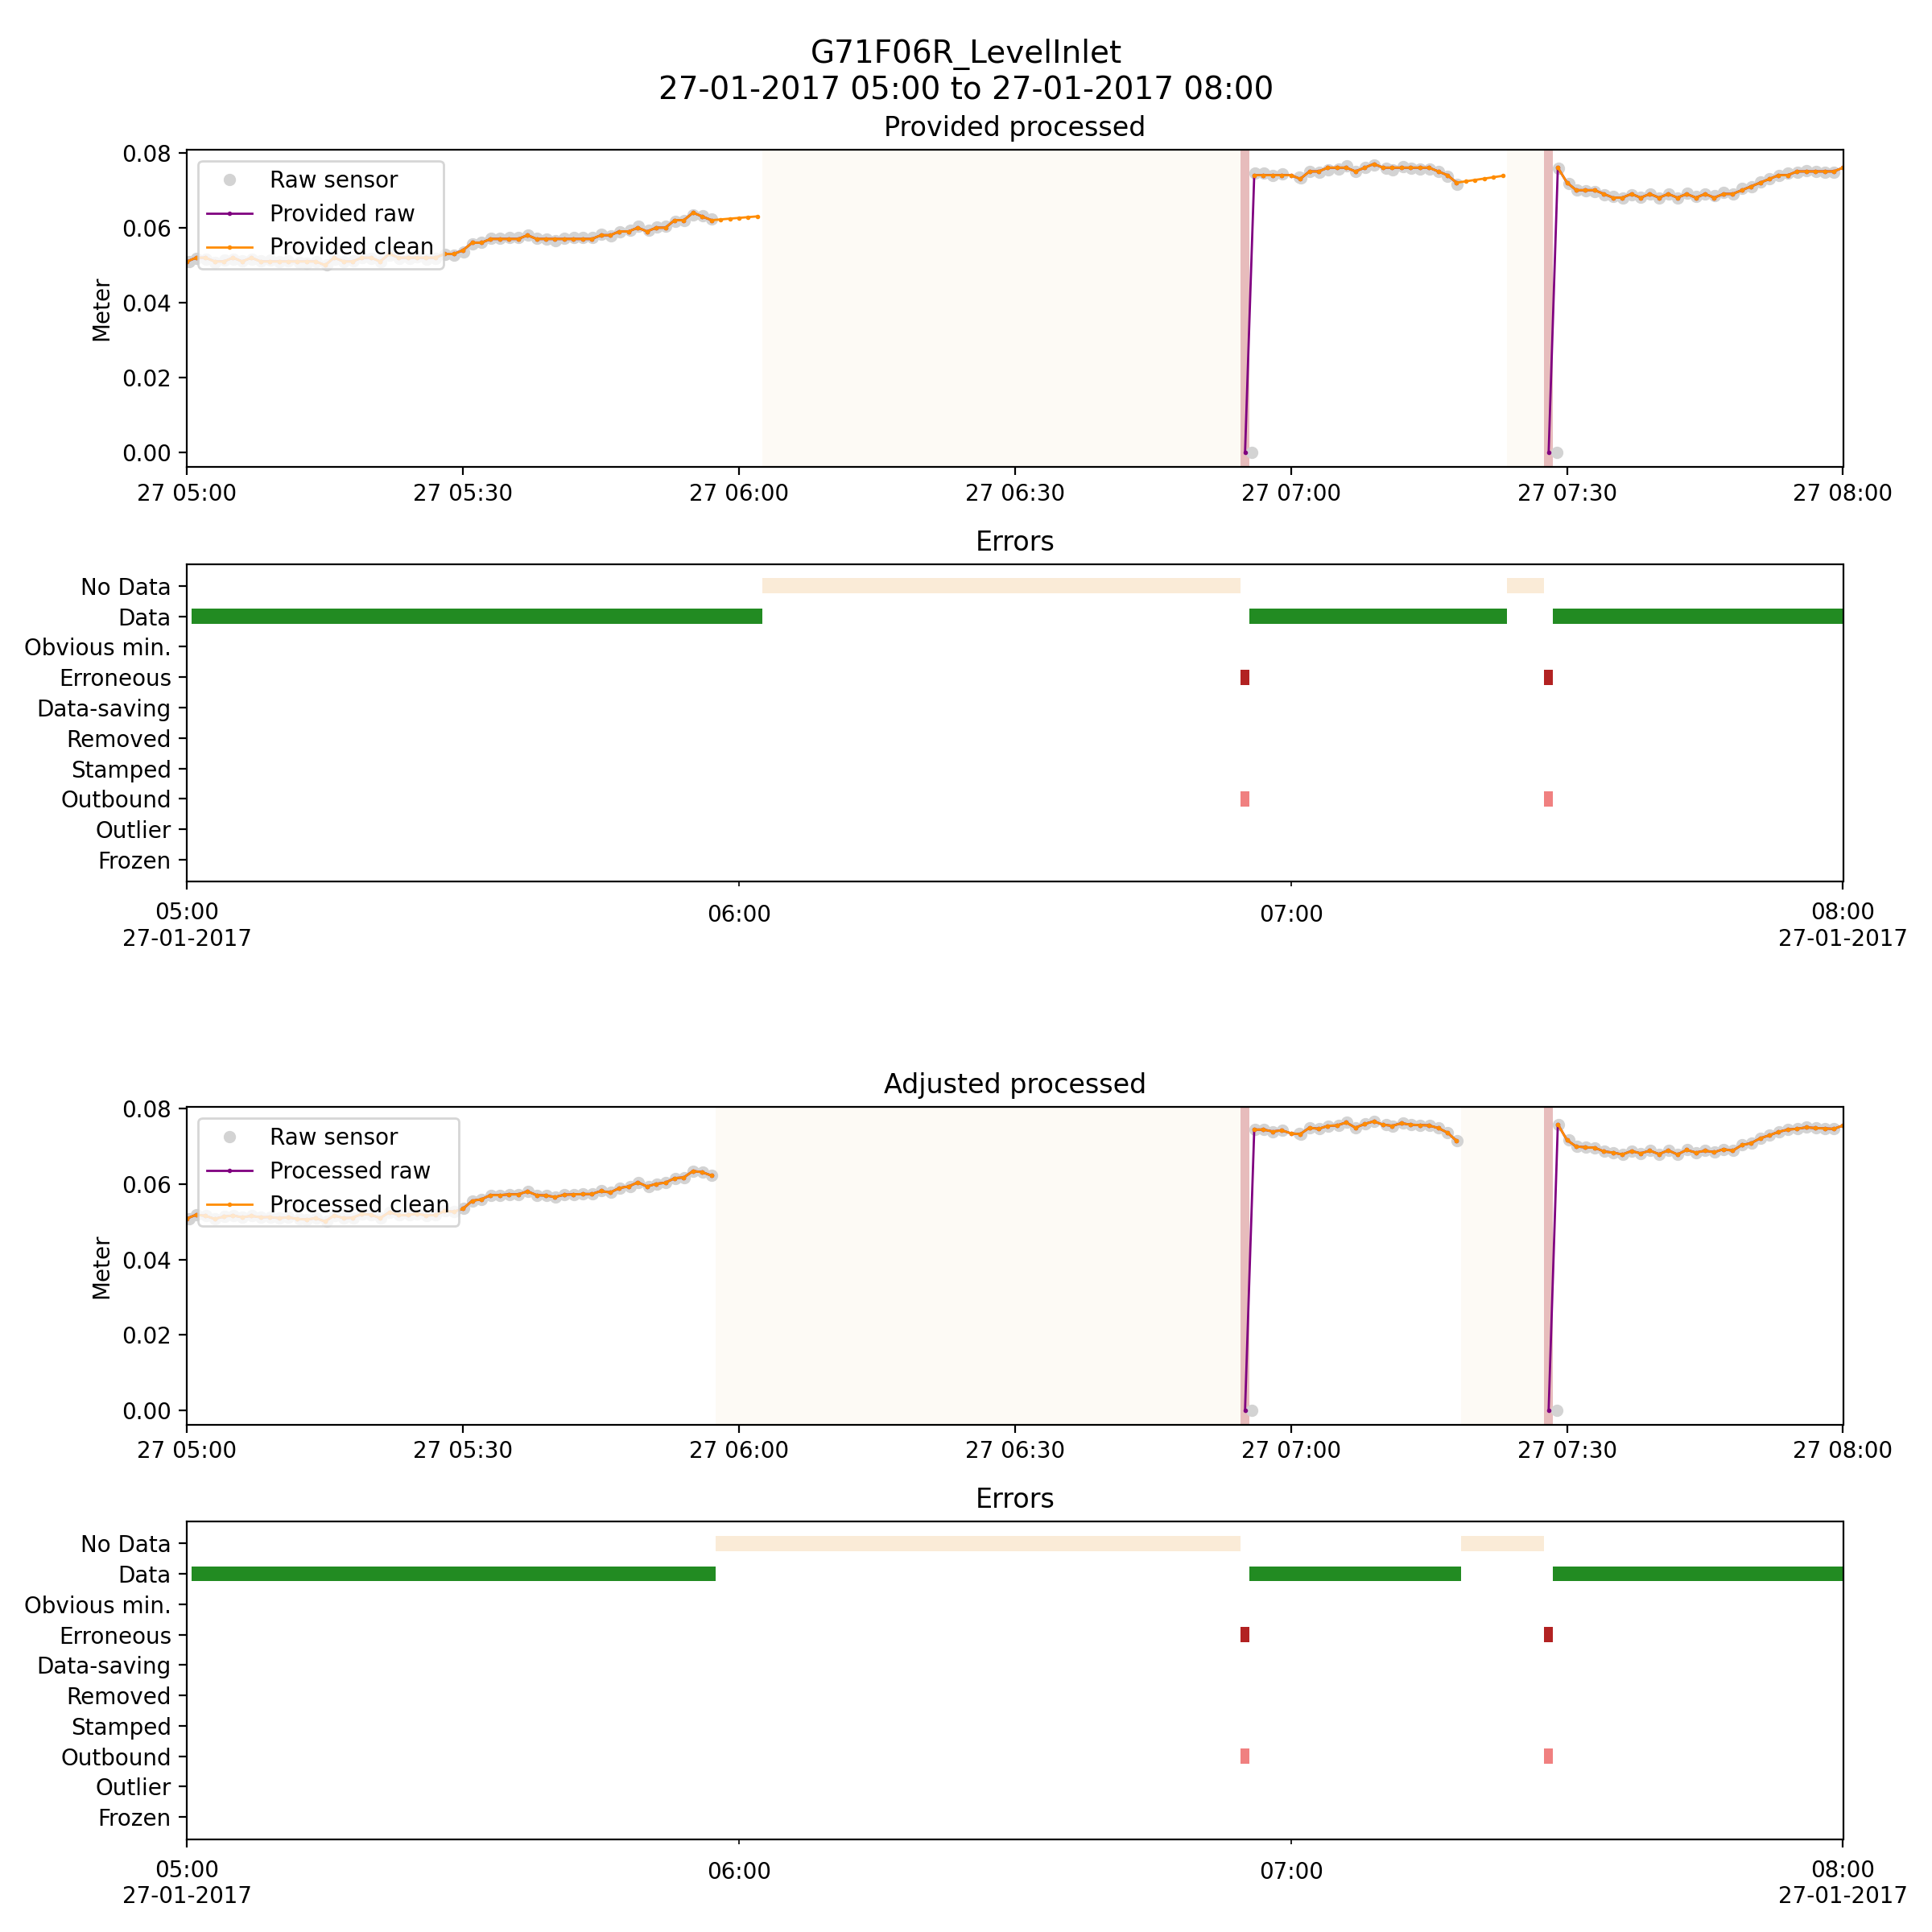 G71F06R_LevelInlet
27-01-2017 05:00 to 27-01-2017 08:00
Provided processed
0.08
0.06
0.04
0.02
0.00
Meter
Raw sensor
Provided raw
Provided clean
27 05:00 27 05:30 27 06:00 27 06:30 27 07:00 27 07:30 27 08:00
Errors
No Data
Data
Obvious min.
Erroneous
Data-saving
Removed
Stamped
Outbound
Outlier
Frozen
05:00 06:00 07:00 08:00
27-01-2017 27-01-2017
Adjusted processed
0.08
0.06
0.04
0.02
0.00
Meter
Raw sensor
Processed raw
Processed clean
27 05:00 27 05:30 27 06:00 27 06:30 27 07:00 27 07:30 27 08:00
Errors
No Data
Data
Obvious min.
Erroneous
Data-saving
Removed
Stamped
Outbound
Outlier
Frozen
05:00 06:00 07:00 08:00
27-01-2017 27-01-2017